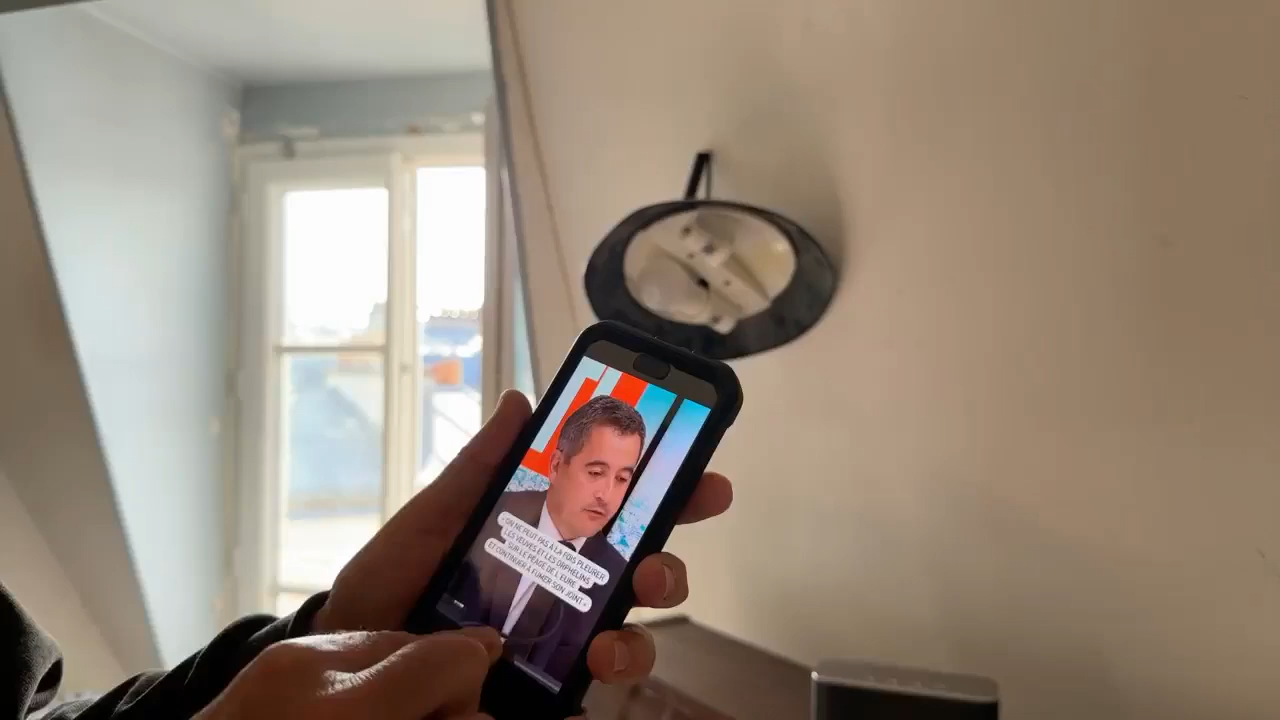 «ON NE PEUT PAS À LA FOIS PLEURER
LES VEUVES ET LES ORPHELINS
SUR LE PÉAGE DE L'EURE
ET CONTINUER À FUMER SON JOINT.»